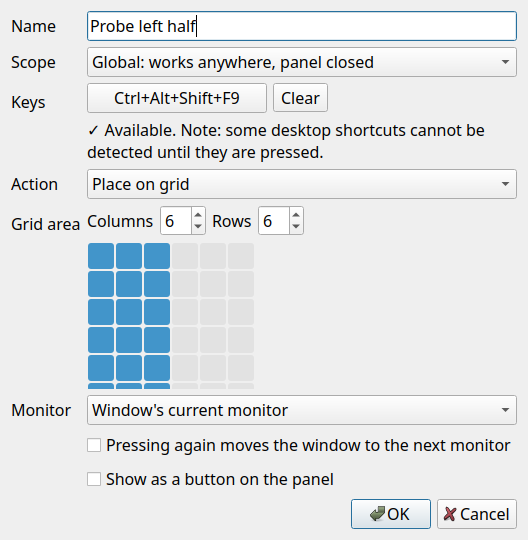 Name Probe left half
Scope Global: works anywhere, panel closed
Keys Ctrl+Alt+Shift+F9 Clear
✓ Available. Note: some desktop shortcuts cannot be
detected until they are pressed.
Action Place on grid
Grid area Columns 6 Rows 6
Monitor Window's current monitor
Pressing again moves the window to the next monitor
Show as a button on the panel
OK Cancel